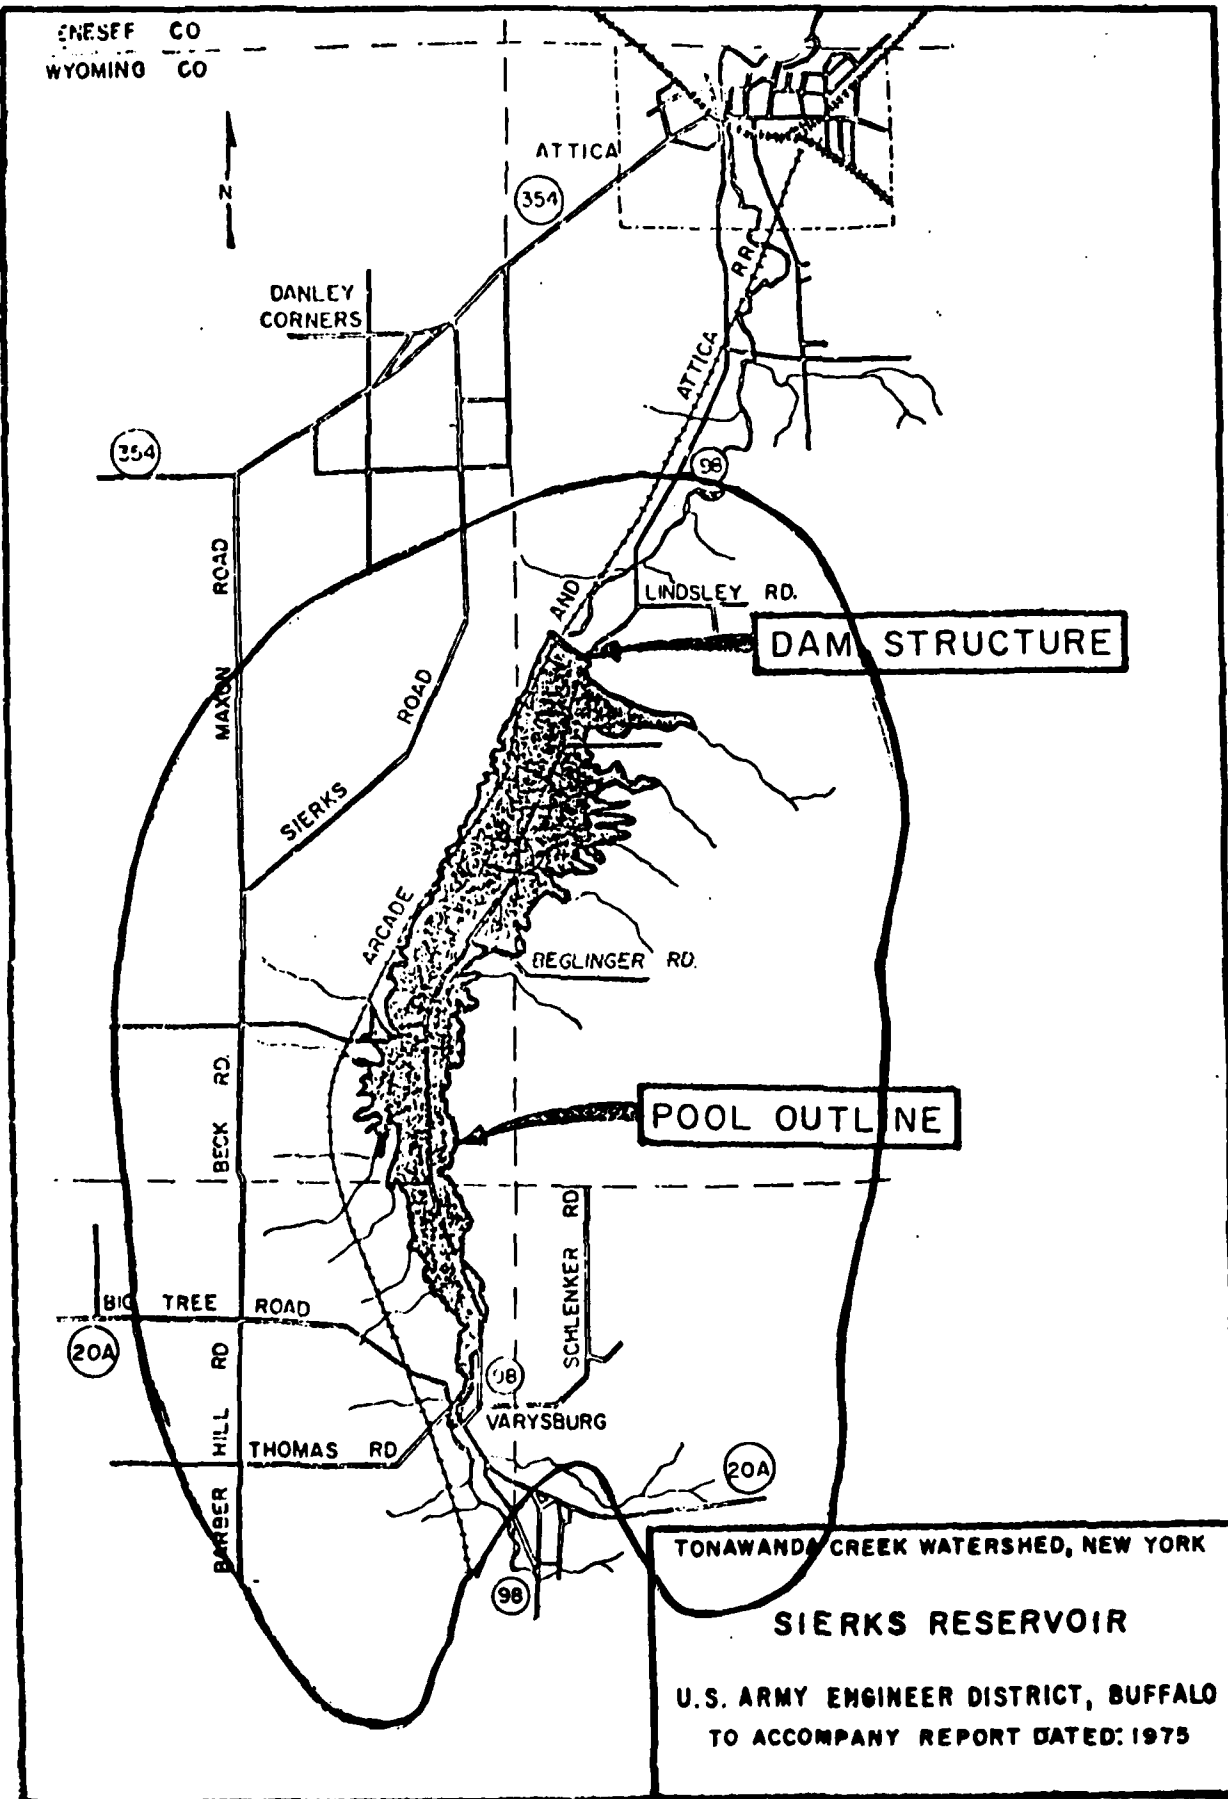 ENESEE CO
WYOMING CO
N
ATTICA
354
DANLEY
CORNERS
RR
ATTICA
354
98
ROAD
MAXON
AND
LINDSLEY RD.
DAM STRUCTURE
ROAD
SIERKS
ARCADE
BEGLINGER RD.
BECK RD.
POOL OUTLINE
SCHLENKER RD
BIG TREE ROAD
20A
98
VARYSBURG
BARBER HILL RD
THOMAS RD
20A
98
TONAWANDA CREEK WATERSHED, NEW YORK
SIERKS RESERVOIR
U.S. ARMY ENGINEER DISTRICT, BUFFALO
TO ACCOMPANY REPORT DATED: 1975